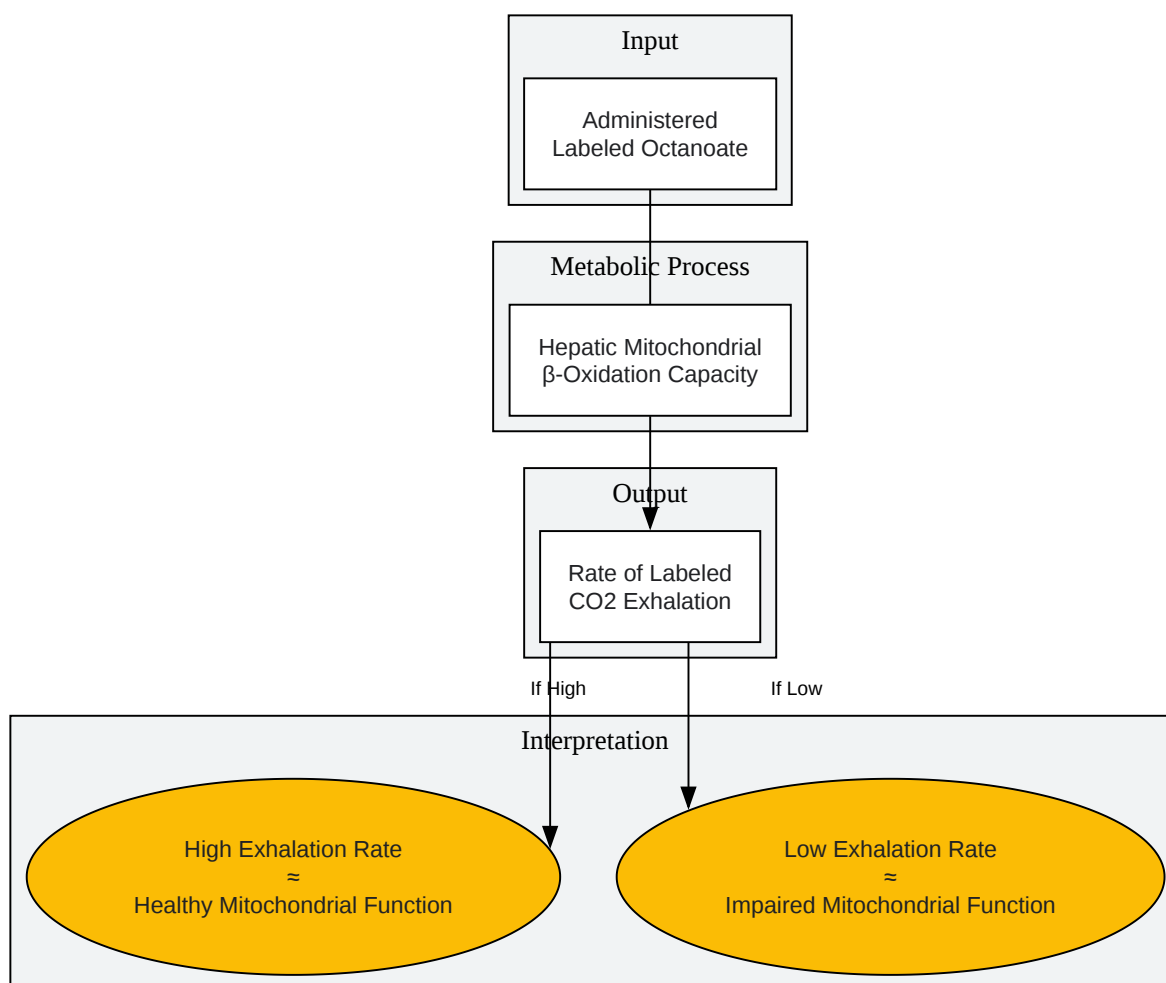 Input
Administered
Labeled Octanoate
Metabolic Process
Hepatic Mitochondrial
β-Oxidation Capacity
Output
Rate of Labeled
CO2 Exhalation
If High
If Low
Interpretation
High Exhalation Rate
≈
Healthy Mitochondrial Function
Low Exhalation Rate
≈
Impaired Mitochondrial Function